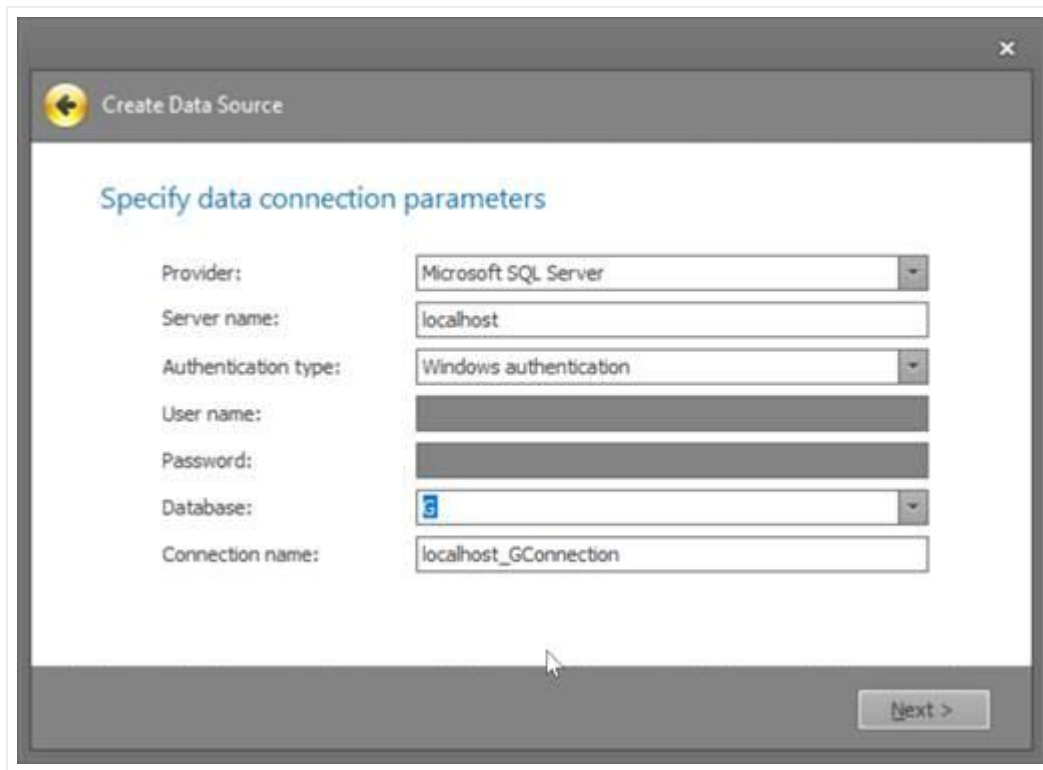 Create Data Source
Specify data connection parameters
Provider: Microsoft SQL Server
Server name: localhost
Authentication type: Windows authentication
User name:
Password:
Database: G
Connection name: localhost_GConnection
Next >